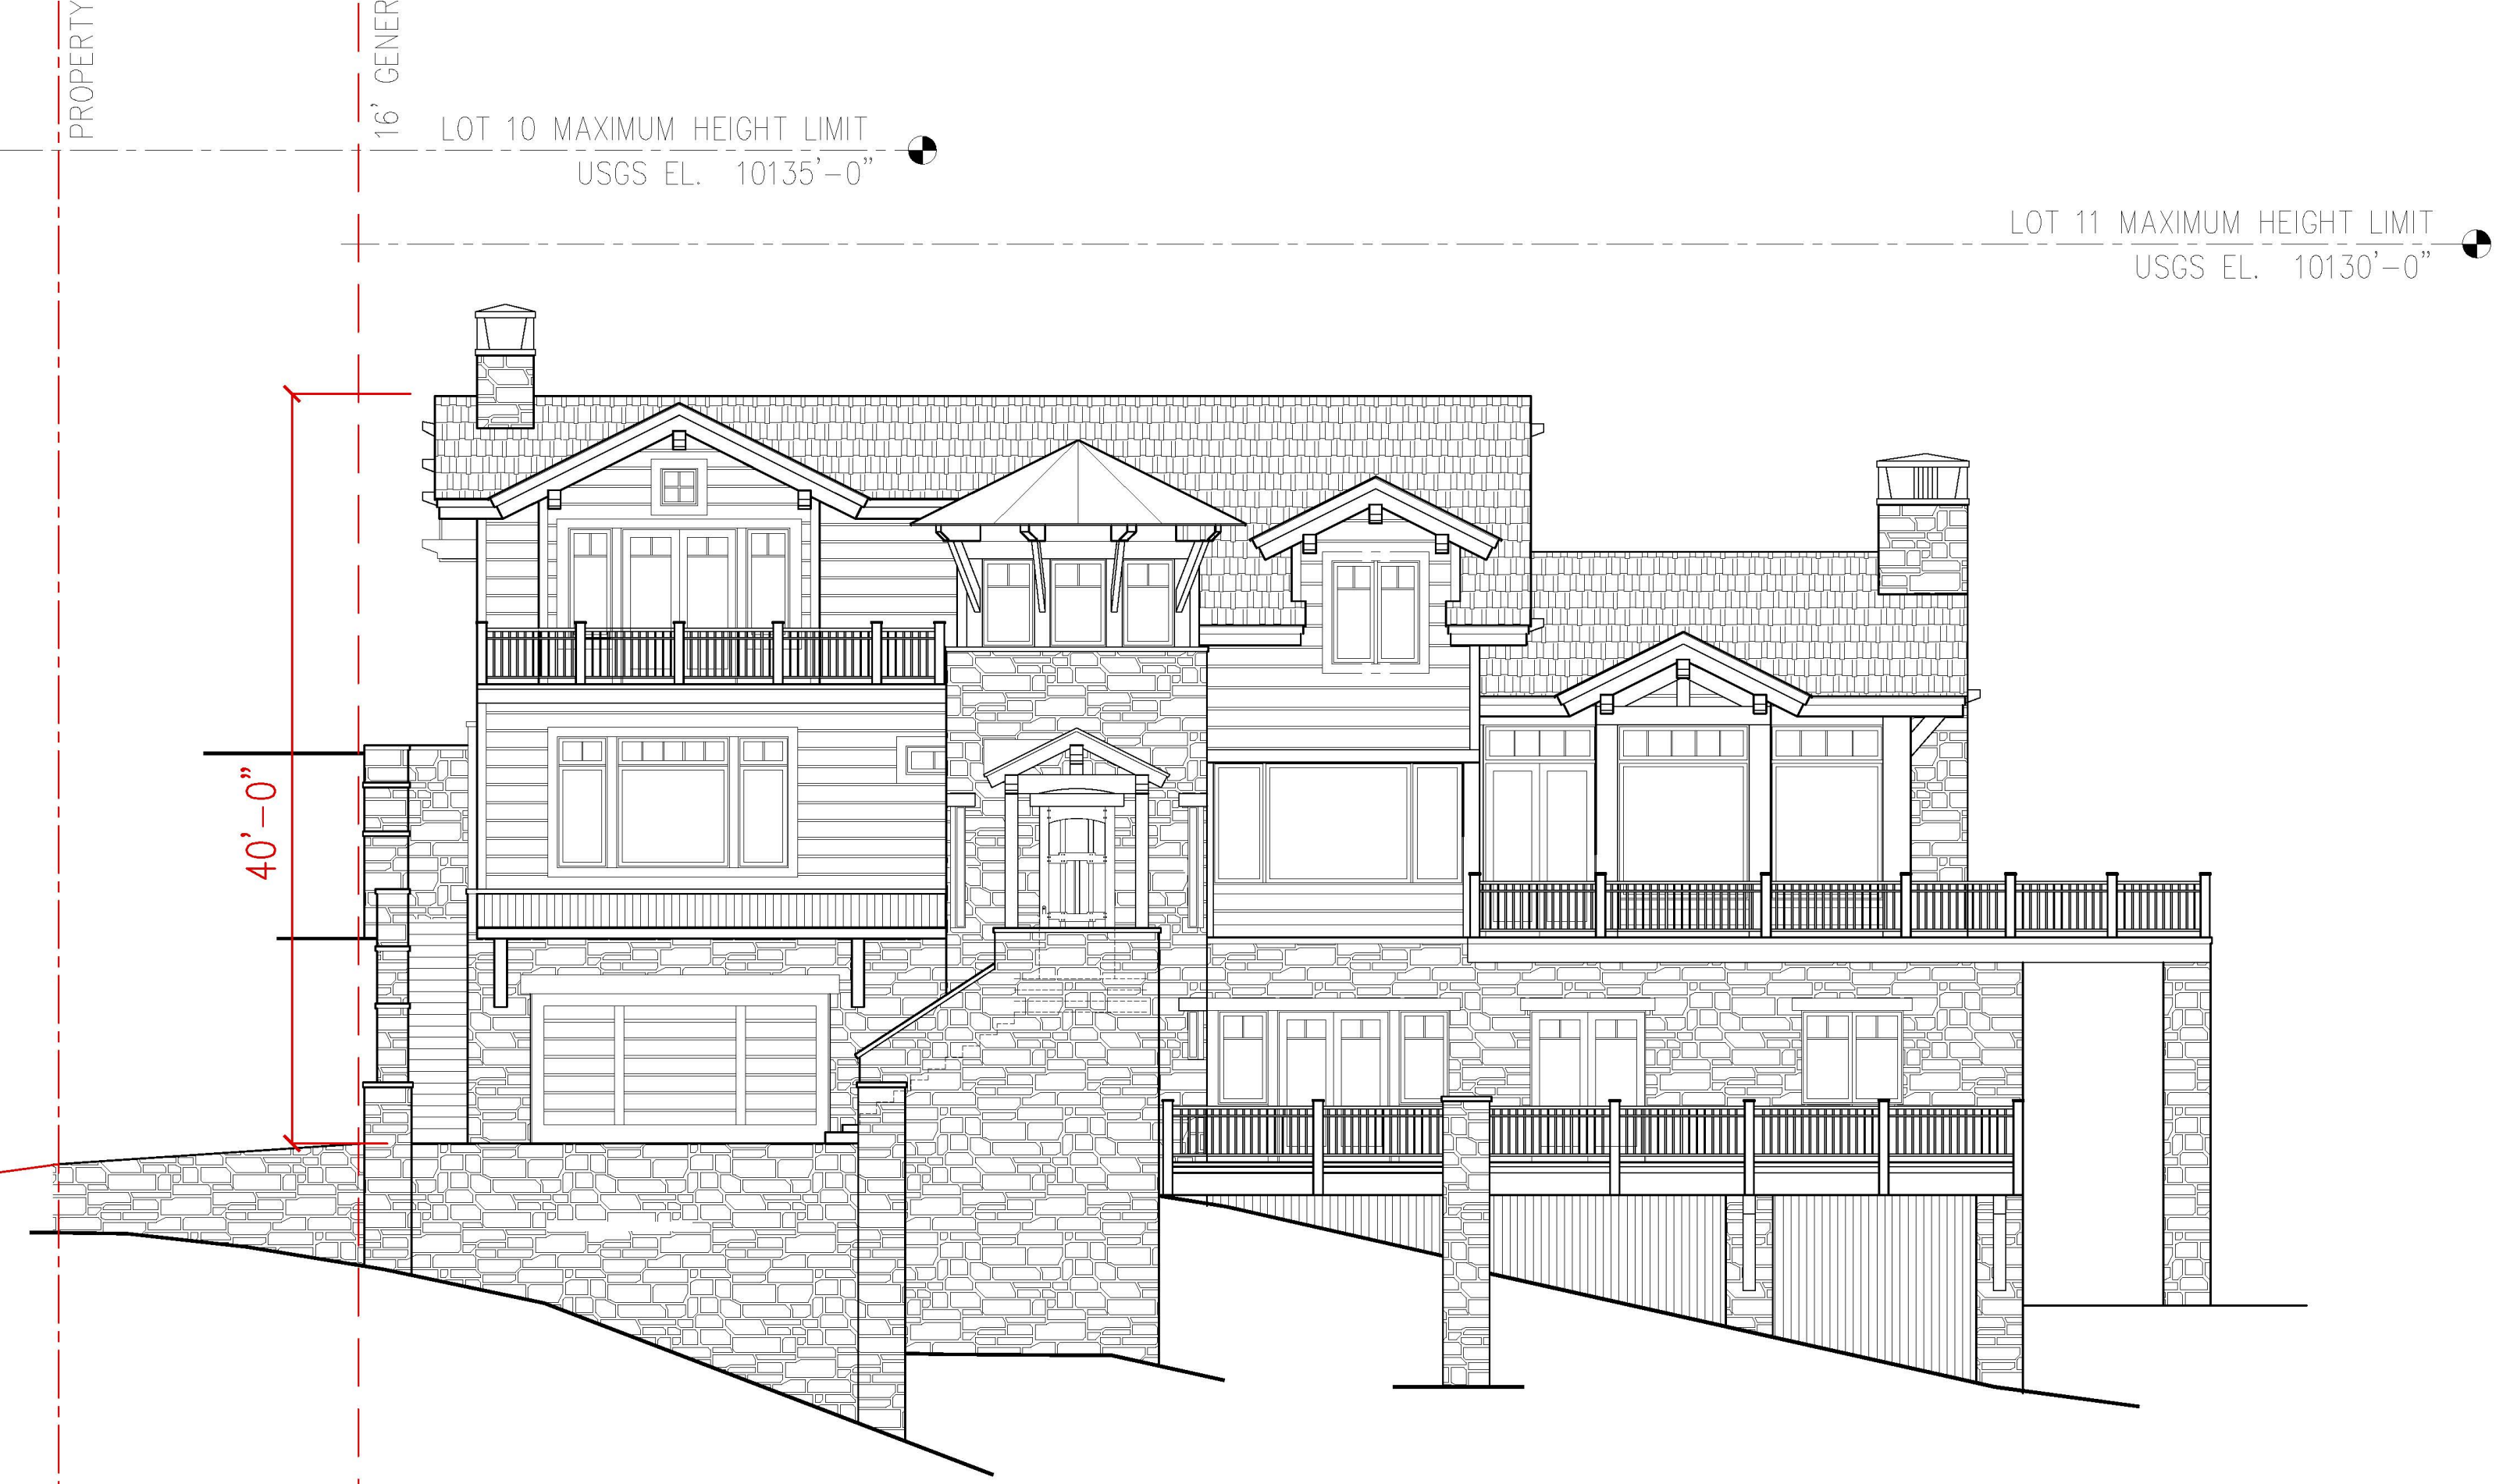 PROPERTY
16' GENER
LOT 10 MAXIMUM HEIGHT LIMIT
USGS EL. 10135'-0"
LOT 11 MAXIMUM HEIGHT LIMIT
USGS EL. 10130'-0"
40'-0"